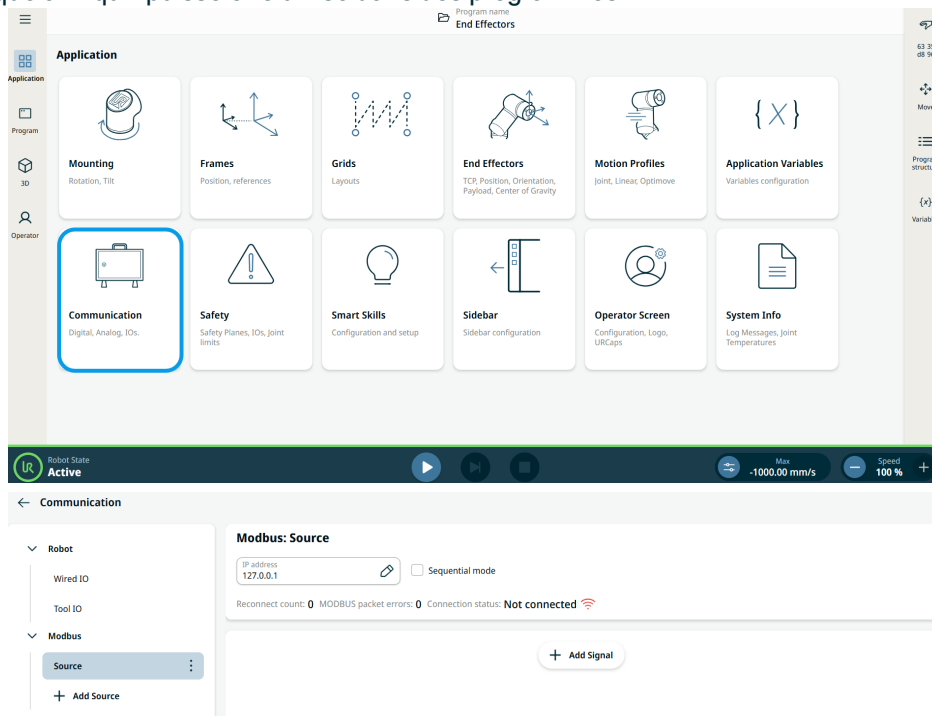 Program name
End Effectors
Application
Application
Program
3D
Operator
Mounting
Rotation, Tilt
Frames
Position, references
Grids
Layouts
End Effectors
TCP, Position, Orientation,
Payload, Center of Gravity
Motion Profiles
Joint, Linear, Optimove
Application Variables
Variables configuration
Communication
Digital, Analog, IOs.
Safety
Safety Planes, IOs, Joint
limits
Smart Skills
Configuration and setup
Sidebar
Sidebar configuration
Operator Screen
Configuration, Logo,
URCaps
System Info
Log Messages, Joint
Temperatures
Robot State
Active
Max
-1000.00 mm/s
Speed
100 %
Communication
Robot
Wired IO
Tool IO
Modbus
Source
Add Source
Modbus: Source
IP address
127.0.0.1
Sequential mode
Reconnect count: 0 MODBUS packet errors: 0 Connection status: Not connected
Add Signal